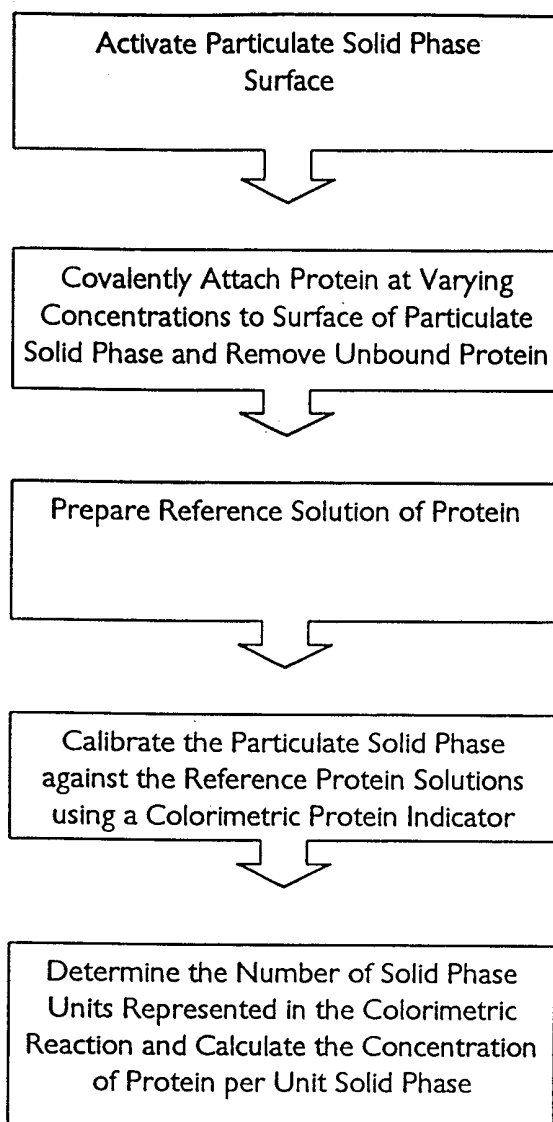 Activate Particulate Solid Phase
Surface
Covalently Attach Protein at Varying
Concentrations to Surface of Particulate
Solid Phase and Remove Unbound Protein
Prepare Reference Solution of Protein
Calibrate the Particulate Solid Phase
against the Reference Protein Solutions
using a Colorimetric Protein Indicator
Determine the Number of Solid Phase
Units Represented in the Colorimetric
Reaction and Calculate the Concentration
of Protein per Unit Solid Phase